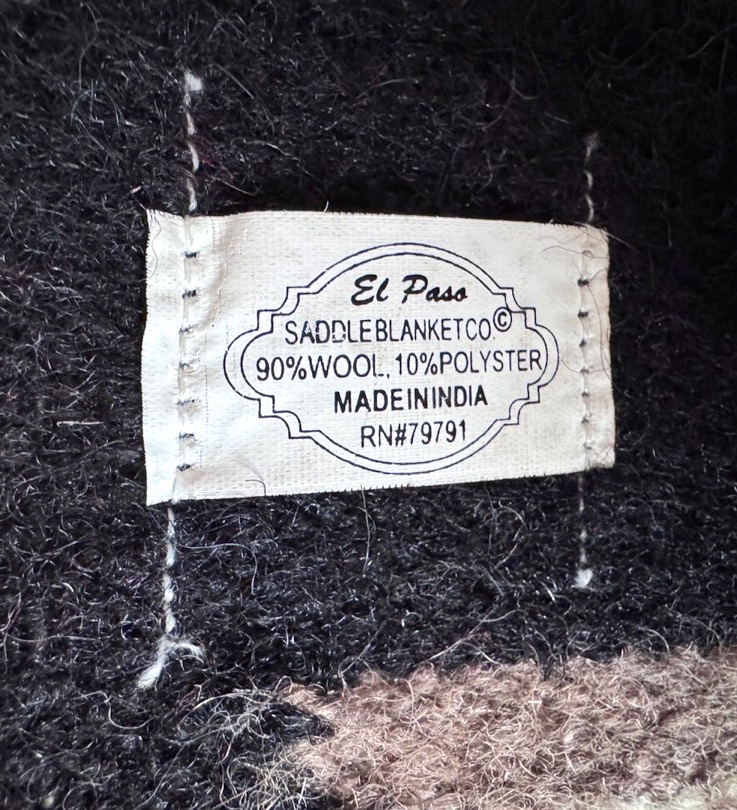 El Paso
SADDLEBLANKETCO.©
90%WOOL, 10%POLYSTER
MADEININDIA
RN#79791